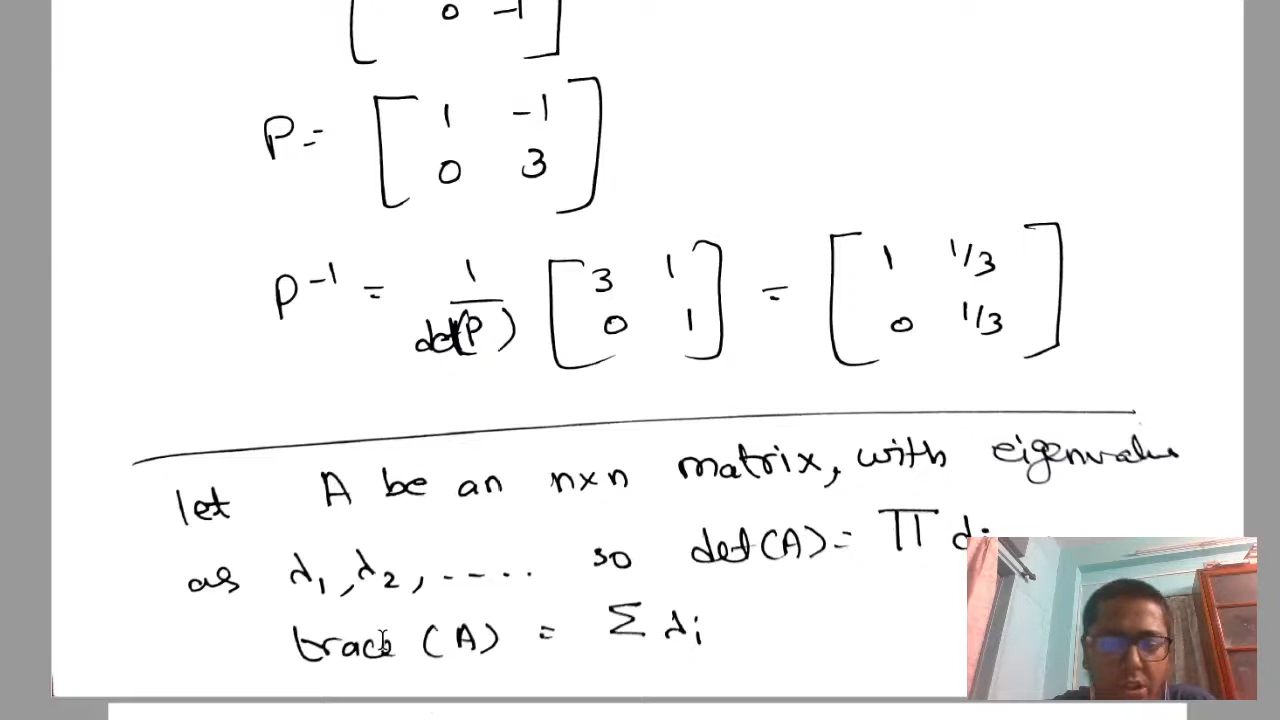 0 -1
P = [ 1 -1
0 3 ]
P⁻¹ = 1/det(P) [ 3 1
0 1 ] = [ 1 1/3
0 1/3 ]
let A be an n×n matrix, with eigenvalue
as λ1, λ2, ..... so det(A) = Π λi
trace (A) = Σ λi